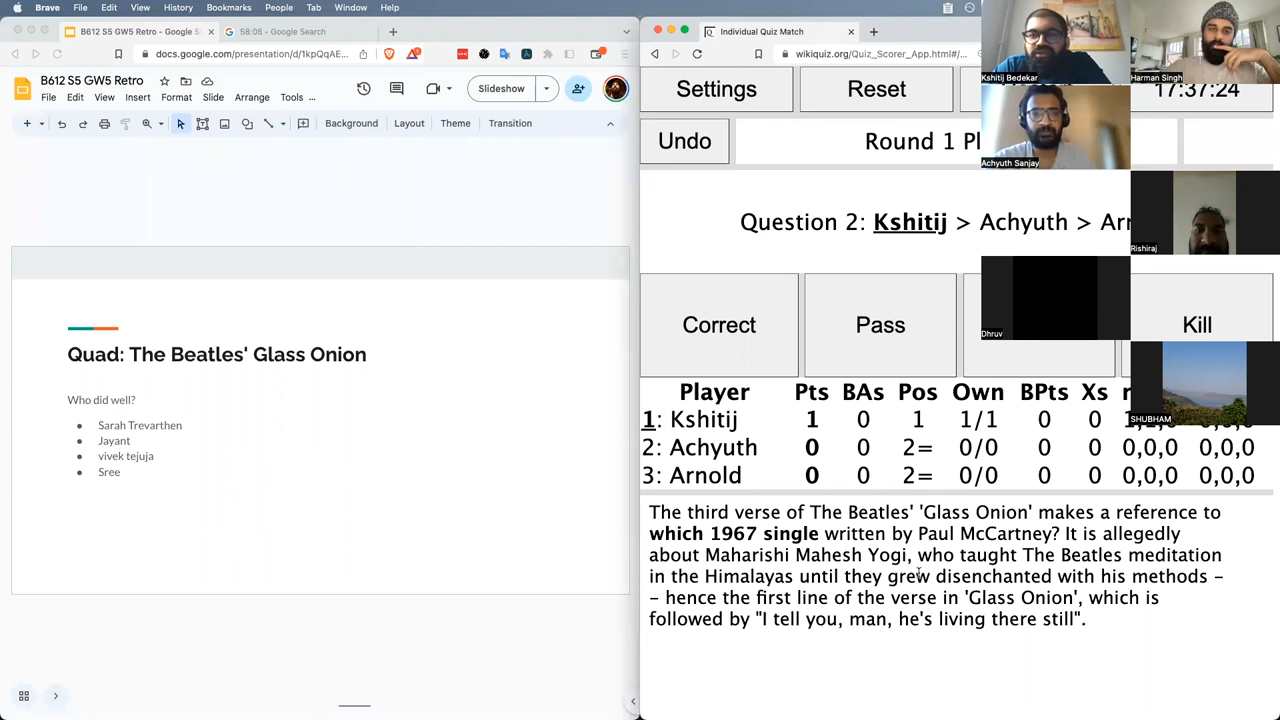 Brave File Edit View History Bookmarks People Tab Window Help
B612 S5 GW5 Retro - Google S
58:06 - Google Search
docs.google.com/presentation/d/1kpQqAE...
B612 S5 GW5 Retro
File Edit View Insert Format Slide Arrange Tools ...
Slideshow
Background Layout Theme Transition
Quad: The Beatles' Glass Onion
Who did well?
Sarah Trevarthen
Jayant
vivek tejuja
Sree
Individual Quiz Match
wikiquiz.org/Quiz_Scorer_App.html#/...
Settings Reset 17:37:24
Undo Round 1 Pl
Question 2: Kshitij > Achyuth > Arr
Correct Pass Kill
Player Pts BAs Pos Own BPts Xs r
1: Kshitij 1 0 1 1/1 0 0
2: Achyuth 0 0 2= 0/0 0 0 0,0,0 0,0,0
3: Arnold 0 0 2= 0/0 0 0 0,0,0 0,0,0
The third verse of The Beatles' 'Glass Onion' makes a reference to
which 1967 single written by Paul McCartney? It is allegedly
about Maharishi Mahesh Yogi, who taught The Beatles meditation
in the Himalayas until they grew disenchanted with his methods -
- hence the first line of the verse in 'Glass Onion', which is
followed by "I tell you, man, he's living there still".
Kshitij Bedekar
Harman Singh
Achyuth Sanjay
Rishiraj
Dhruv
SHUBHAM